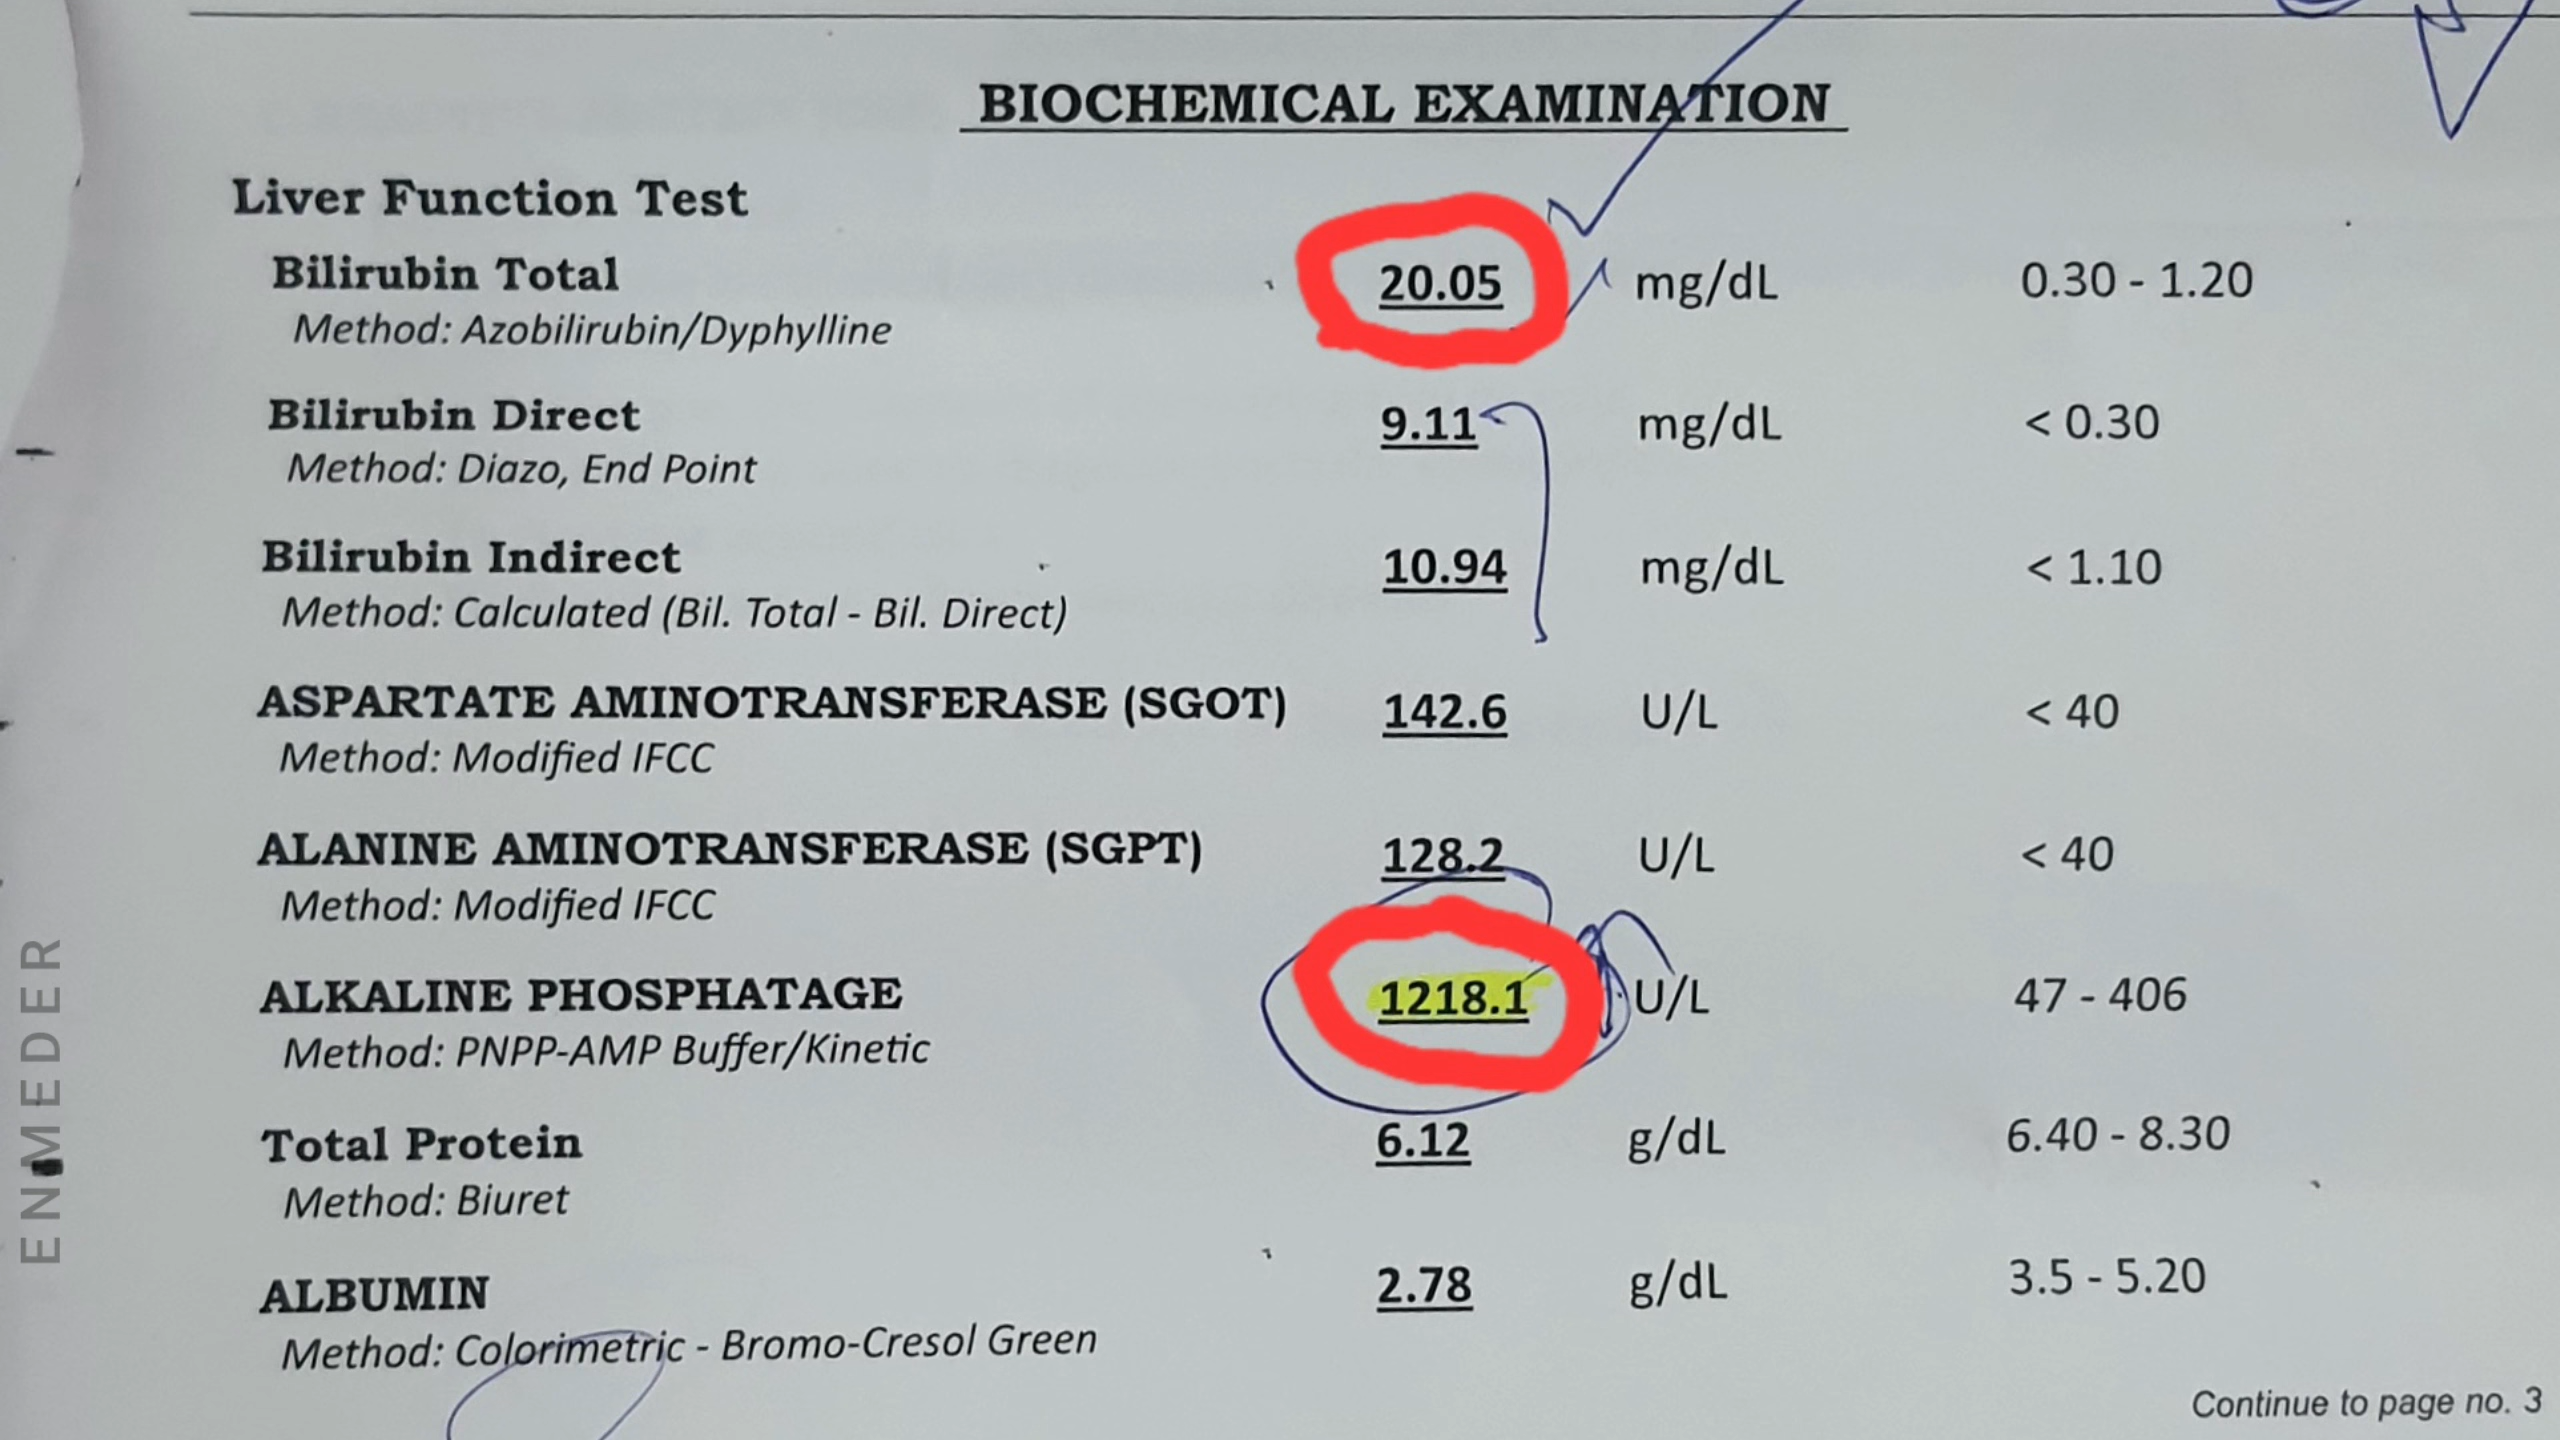 BIOCHEMICAL EXAMINATION
Liver Function Test
Bilirubin Total 20.05 mg/dL 0.30 - 1.20
Method: Azobilirubin/Dyphylline
Bilirubin Direct 9.11 mg/dL < 0.30
Method: Diazo, End Point
Bilirubin Indirect 10.94 mg/dL < 1.10
Method: Calculated (Bil. Total - Bil. Direct)
ASPARTATE AMINOTRANSFERASE (SGOT) 142.6 U/L < 40
Method: Modified IFCC
ALANINE AMINOTRANSFERASE (SGPT) 128.2 U/L < 40
Method: Modified IFCC
ALKALINE PHOSPHATAGE 1218.1 U/L 47 - 406
Method: PNPP-AMP Buffer/Kinetic
Total Protein 6.12 g/dL 6.40 - 8.30
Method: Biuret
ALBUMIN 2.78 g/dL 3.5 - 5.20
Method: Colorimetric - Bromo-Cresol Green
Continue to page no. 3
ENMEDER